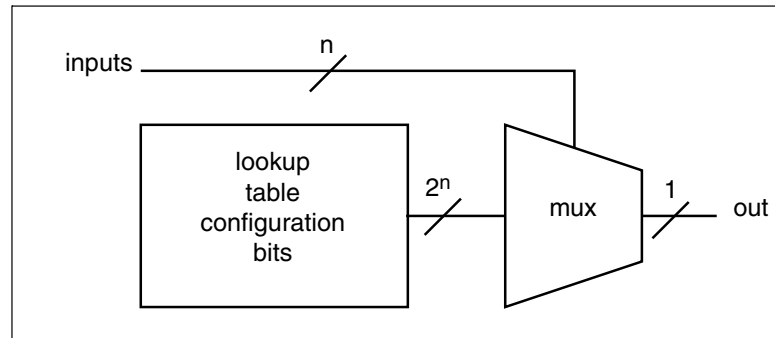 n
inputs
lookup
table
configuration
bits
2ⁿ
mux
1
out